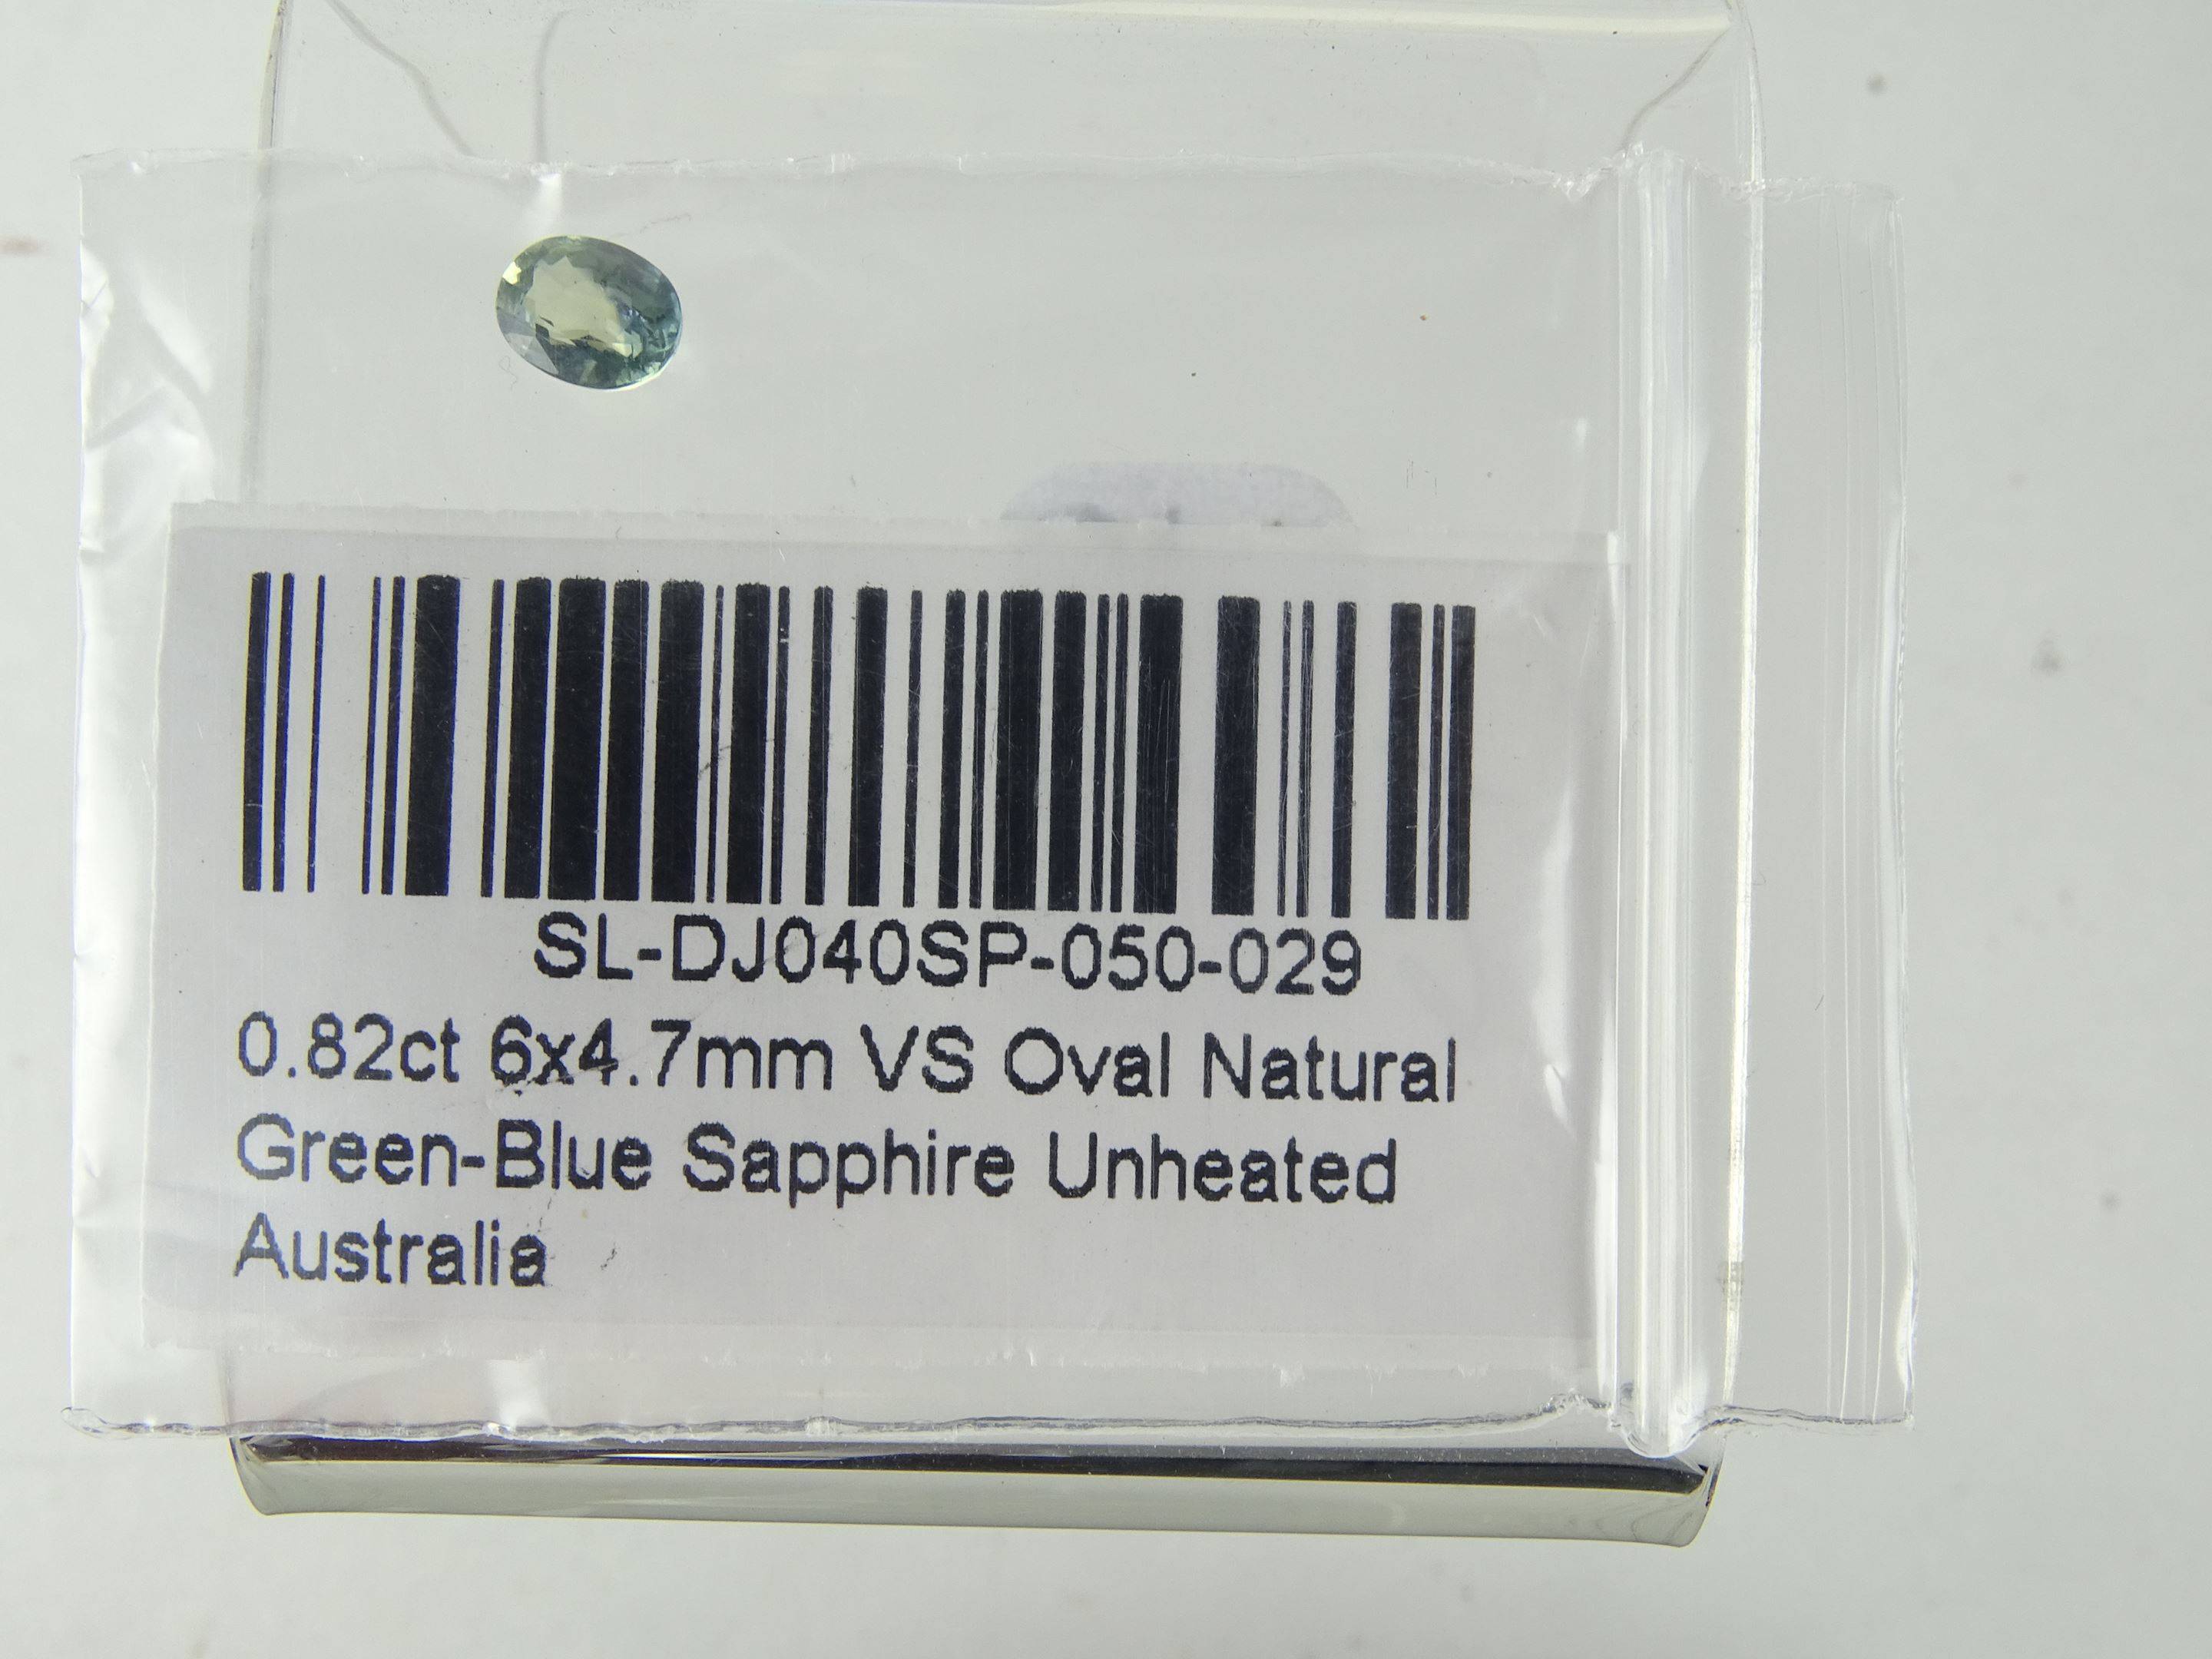 SL-DJ040SP-050-029
0.82ct 6x4.7mm VS Oval Natural
Green-Blue Sapphire Unheated
Australia